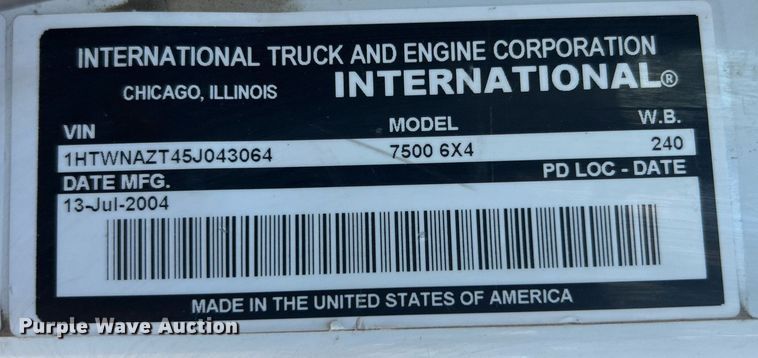 INTERNATIONAL TRUCK AND ENGINE CORPORATION
CHICAGO, ILLINOIS INTERNATIONAL®
VIN MODEL W.B.
1HTWNAZT45J043064 7500 6X4 240
DATE MFG. PD LOC - DATE
13-Jul-2004
MADE IN THE UNITED STATES OF AMERICA
Purple Wave Auction